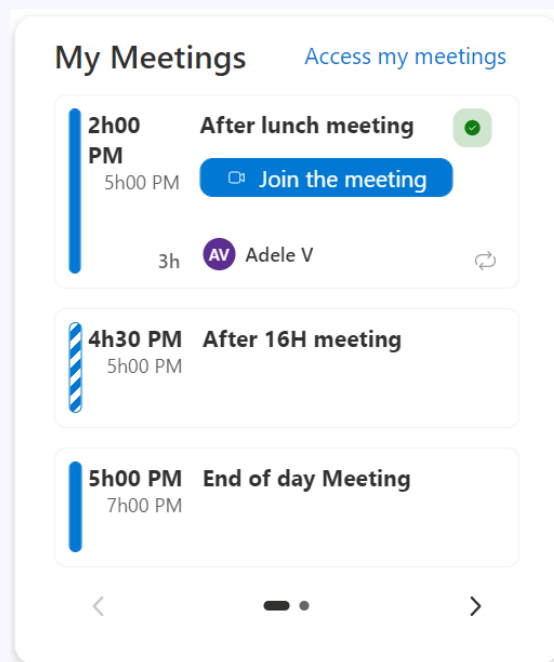 My Meetings Access my meetings
2h00 PM After lunch meeting
5h00 PM
Join the meeting
3h AV Adele V
4h30 PM After 16H meeting
5h00 PM
5h00 PM End of day Meeting
7h00 PM